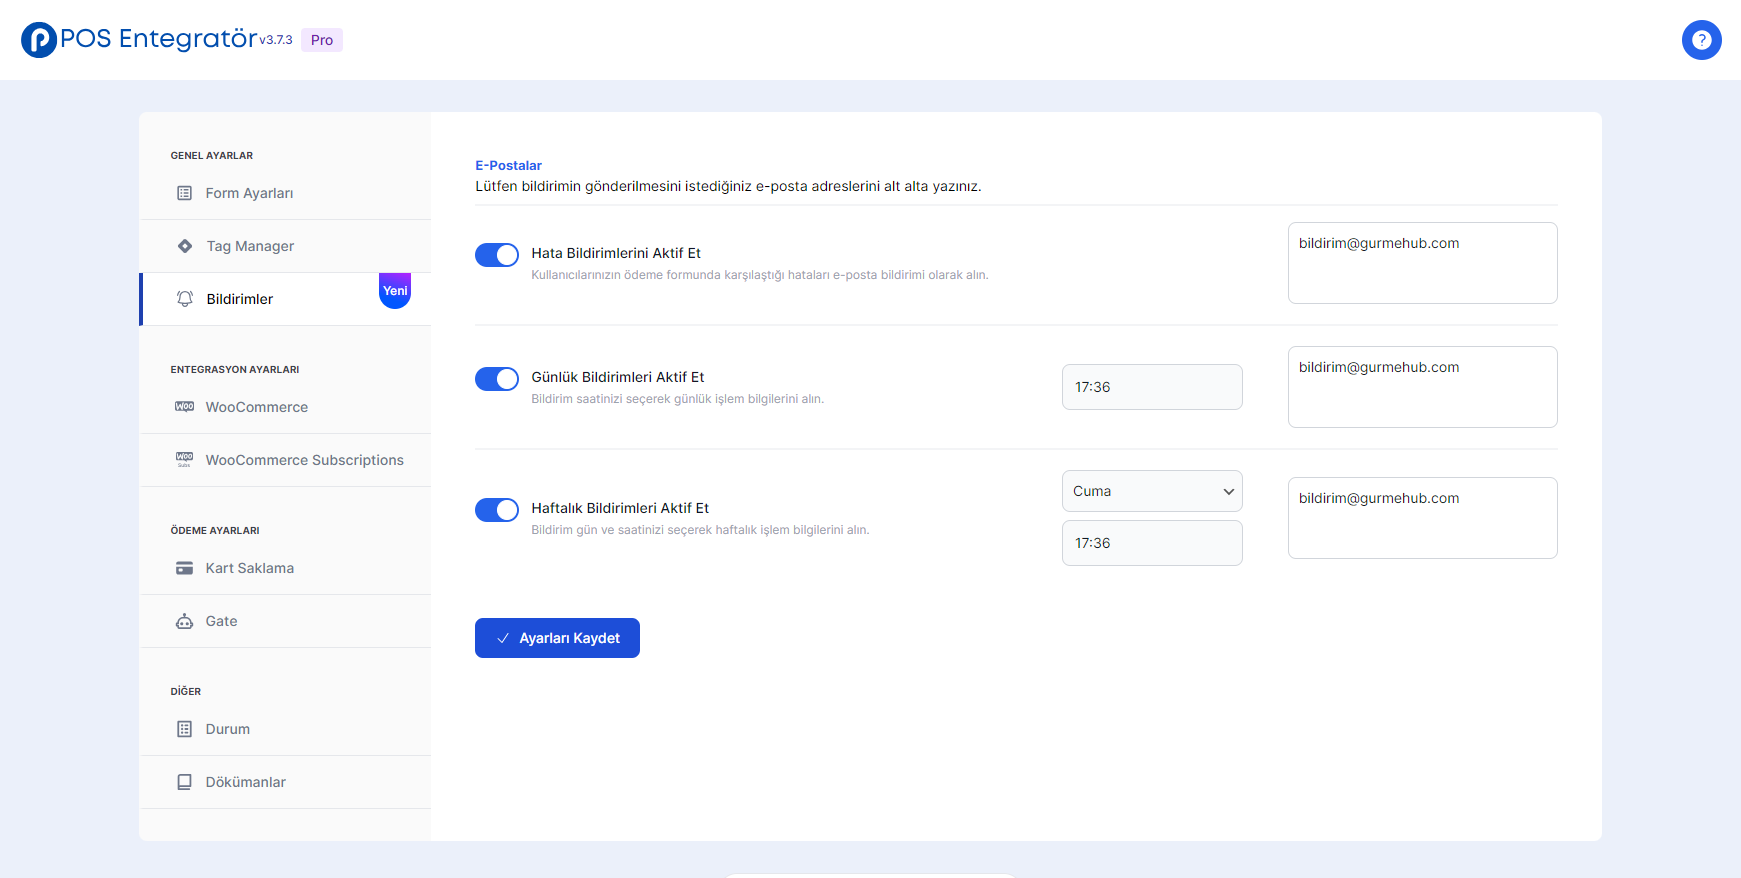 POS Entegratör v3.7.3 Pro
GENEL AYARLAR
Form Ayarları
Tag Manager
Bildirimler
Yeni
ENTEGRASYON AYARLARI
WooCommerce
WooCommerce Subscriptions
ÖDEME AYARLARI
Kart Saklama
Gate
DİĞER
Durum
Dökümanlar
E-Postalar
Lütfen bildirimin gönderilmesini istediğiniz e-posta adreslerini alt alta yazınız.
Hata Bildirimlerini Aktif Et
Kullanıcılarınızın ödeme formunda karşılaştığı hataları e-posta bildirimi olarak alın.
bildirim@gurmehub.com
Günlük Bildirimleri Aktif Et
Bildirim saatinizi seçerek günlük işlem bilgilerini alın.
17:36
bildirim@gurmehub.com
Haftalık Bildirimleri Aktif Et
Bildirim gün ve saatinizi seçerek haftalık işlem bilgilerini alın.
Cuma
17:36
bildirim@gurmehub.com
Ayarları Kaydet